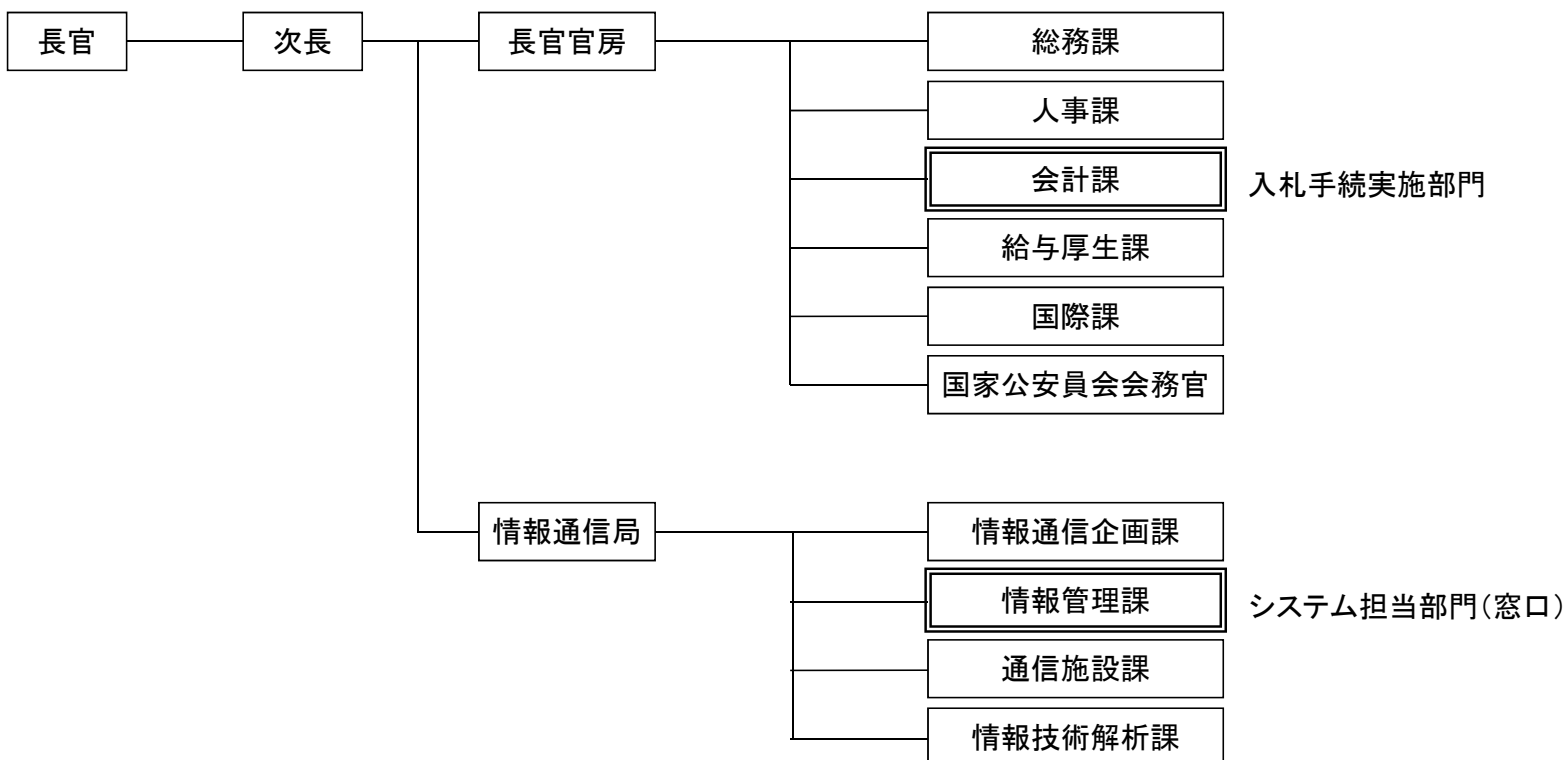 長官
次長
長官官房
総務課
人事課
会計課
入札手続実施部門
給与厚生課
国際課
国家公安員会会務官
情報通信局
情報通信企画課
情報管理課
システム担当部門(窓口)
通信施設課
情報技術解析課